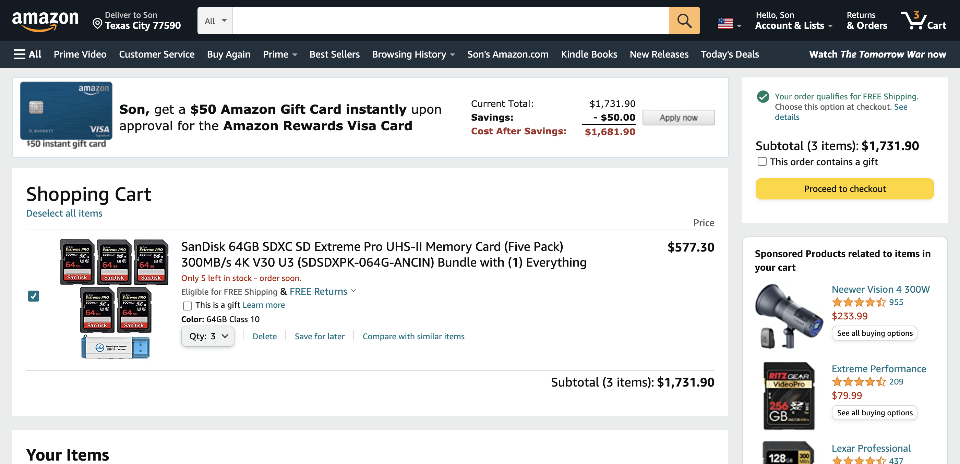 amazon
Deliver to Son
Texas City 77590
All
Hello, Son
Account & Lists
Returns
& Orders
3
Cart
All
Prime Video
Customer Service
Buy Again
Prime
Best Sellers
Browsing History
Son's Amazon.com
Kindle Books
New Releases
Today's Deals
Watch The Tomorrow War now
amazon
VISA
$50 instant gift card
Son, get a $50 Amazon Gift Card instantly upon
approval for the Amazon Rewards Visa Card
Current Total: $1,731.90
Savings: - $50.00
Cost After Savings: $1,681.90
Apply now
Your order qualifies for FREE Shipping.
Choose this option at checkout. See
details
Subtotal (3 items): $1,731.90
This order contains a gift
Proceed to checkout
Shopping Cart
Deselect all items
Price
SanDisk 64GB SDXC SD Extreme Pro UHS-II Memory Card (Five Pack)
300MB/s 4K V30 U3 (SDSDXPK-064G-ANCIN) Bundle with (1) Everything
$577.30
Only 5 left in stock - order soon.
Eligible for FREE Shipping & FREE Returns
This is a gift Learn more
Color: 64GB Class 10
Qty: 3
Delete
Save for later
Compare with similar items
Subtotal (3 items): $1,731.90
Your Items
Sponsored Products related to items in
your cart
Neewer Vision 4 300W
955
$233.99
See all buying options
RITZ GEAR
VideoPro
256
GB
Extreme Performance
209
$79.99
See all buying options
128GB
Lexar Professional
437